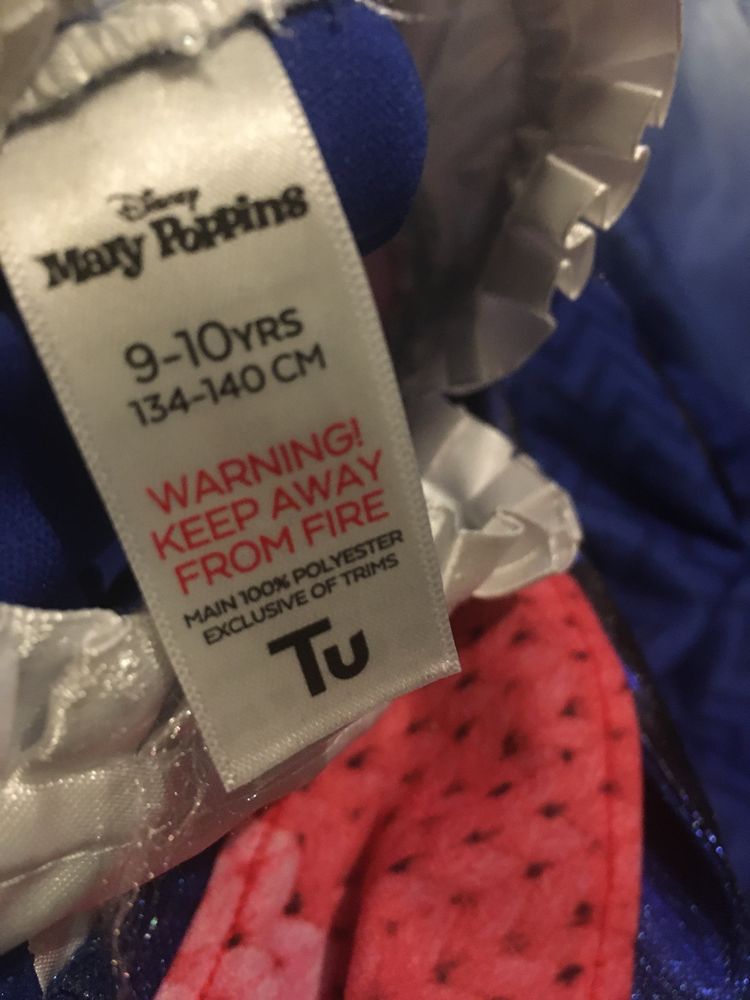 Disney
Mary Poppins
9-10YRS
134-140 CM
WARNING!
KEEP AWAY
FROM FIRE
MAIN 100% POLYESTER
EXCLUSIVE OF TRIMS
Tu